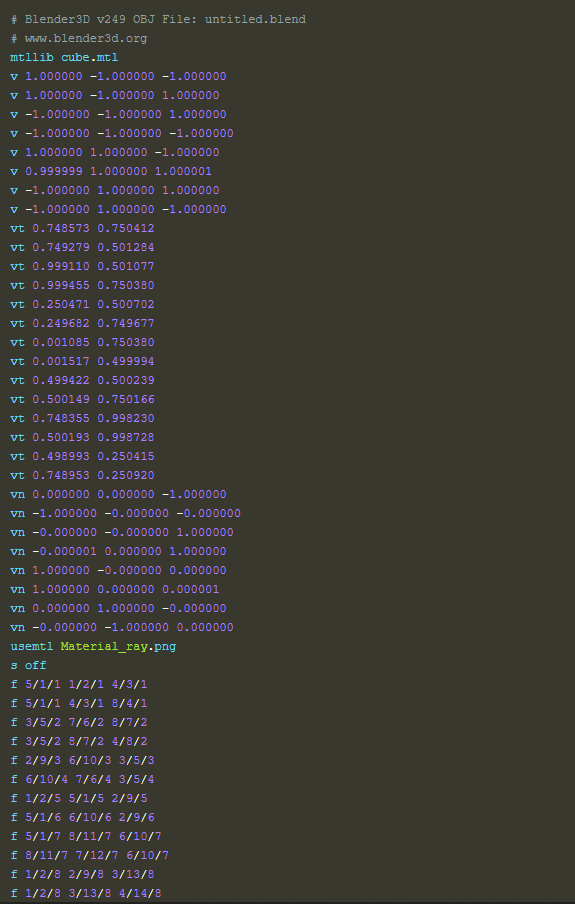 # Blender3D v249 OBJ File: untitled.blend
# www.blender3d.org
mtllib cube.mtl
v 1.000000 -1.000000 -1.000000
v 1.000000 -1.000000 1.000000
v -1.000000 -1.000000 1.000000
v -1.000000 -1.000000 -1.000000
v 1.000000 1.000000 -1.000000
v 0.999999 1.000000 1.000001
v -1.000000 1.000000 1.000000
v -1.000000 1.000000 -1.000000
vt 0.748573 0.750412
vt 0.749279 0.501284
vt 0.999110 0.501077
vt 0.999455 0.750380
vt 0.250471 0.500702
vt 0.249682 0.749677
vt 0.001085 0.750380
vt 0.001517 0.499994
vt 0.499422 0.500239
vt 0.500149 0.750166
vt 0.748355 0.998230
vt 0.500193 0.998728
vt 0.498993 0.250415
vt 0.748953 0.250920
vn 0.000000 0.000000 -1.000000
vn -1.000000 -0.000000 -0.000000
vn -0.000000 -0.000000 1.000000
vn -0.000001 0.000000 1.000000
vn 1.000000 -0.000000 0.000000
vn 1.000000 0.000000 0.000001
vn 0.000000 1.000000 -0.000000
vn -0.000000 -1.000000 0.000000
usemtl Material_ray.png
s off
f 5/1/1 1/2/1 4/3/1
f 5/1/1 4/3/1 8/4/1
f 3/5/2 7/6/2 8/7/2
f 3/5/2 8/7/2 4/8/2
f 2/9/3 6/10/3 3/5/3
f 6/10/4 7/6/4 3/5/4
f 1/2/5 5/1/5 2/9/5
f 5/1/6 6/10/6 2/9/6
f 5/1/7 8/11/7 6/10/7
f 8/11/7 7/12/7 6/10/7
f 1/2/8 2/9/8 3/13/8
f 1/2/8 3/13/8 4/14/8